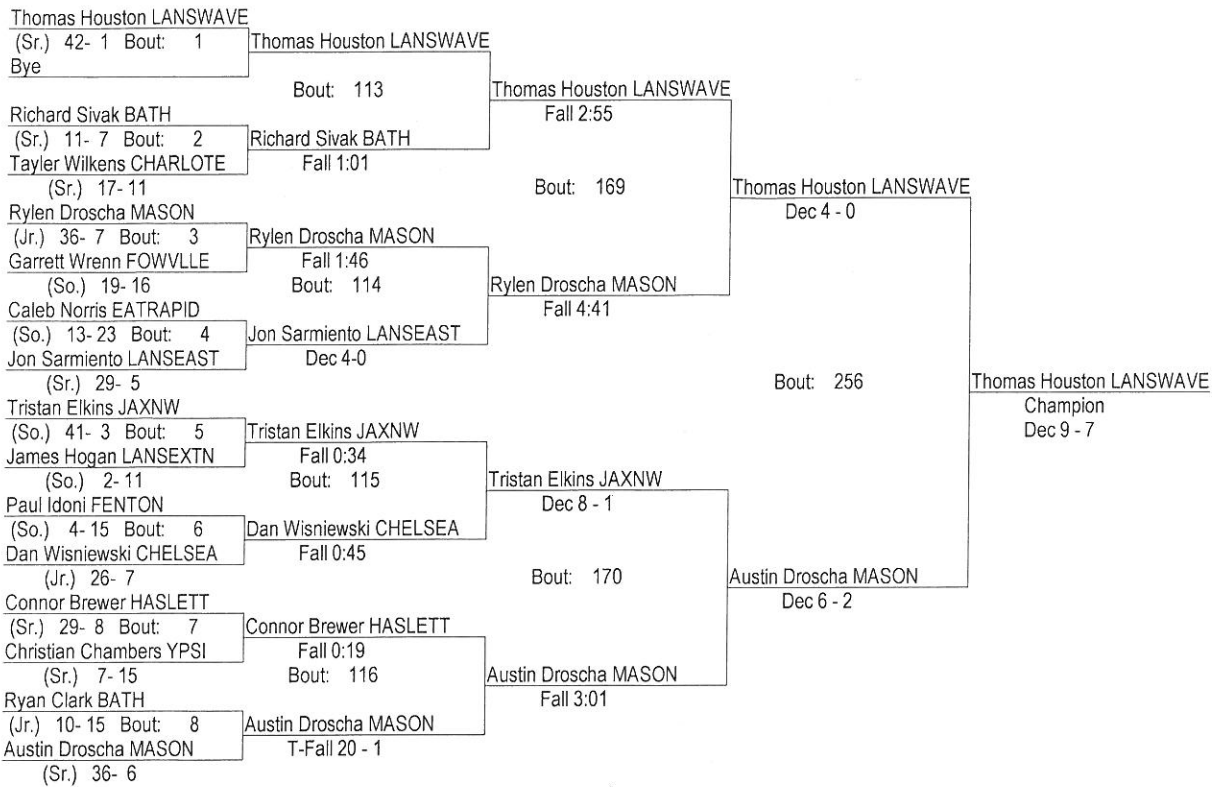 Thomas Houston LANSWAVE
(Sr.) 42- 1 Bout: 1
Bye
Thomas Houston LANSWAVE
Bout: 113
Richard Sivak BATH
(Sr.) 11- 7 Bout: 2
Tayler Wilkens CHARLOTE
(Sr.) 17- 11
Richard Sivak BATH
Fall 1:01
Thomas Houston LANSWAVE
Fall 2:55
Bout: 169
Rylen Droscha MASON
(Jr.) 36- 7 Bout: 3
Garrett Wrenn FOWVLLE
(So.) 19- 16
Rylen Droscha MASON
Fall 1:46
Bout: 114
Caleb Norris EATRAPID
(So.) 13- 23 Bout: 4
Jon Sarmiento LANSEAST
(Sr.) 29- 5
Jon Sarmiento LANSEAST
Dec 4-0
Rylen Droscha MASON
Fall 4:41
Thomas Houston LANSWAVE
Dec 4 - 0
Bout: 256
Tristan Elkins JAXNW
(So.) 41- 3 Bout: 5
James Hogan LANSEXTN
(So.) 2- 11
Tristan Elkins JAXNW
Fall 0:34
Bout: 115
Paul Idoni FENTON
(So.) 4- 15 Bout: 6
Dan Wisniewski CHELSEA
(Jr.) 26- 7
Dan Wisniewski CHELSEA
Fall 0:45
Tristan Elkins JAXNW
Dec 8 - 1
Bout: 170
Connor Brewer HASLETT
(Sr.) 29- 8 Bout: 7
Christian Chambers YPSI
(Sr.) 7- 15
Connor Brewer HASLETT
Fall 0:19
Bout: 116
Ryan Clark BATH
(Jr.) 10- 15 Bout: 8
Austin Droscha MASON
(Sr.) 36- 6
Austin Droscha MASON
T-Fall 20 - 1
Austin Droscha MASON
Fall 3:01
Austin Droscha MASON
Dec 6 - 2
Thomas Houston LANSWAVE
Champion
Dec 9 - 7